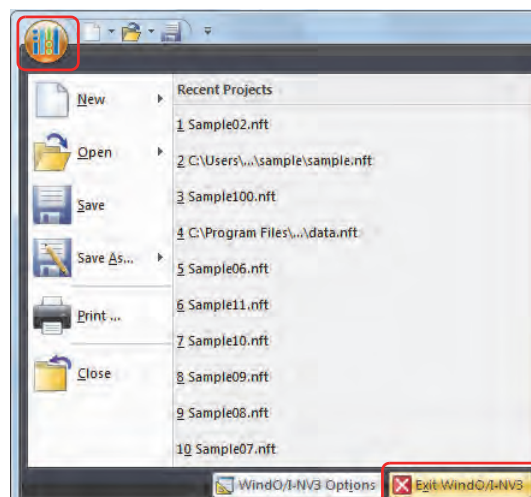 New
Open
Save
Save As...
Print ...
Close
Recent Projects
1 Sample02.nft
2 C:\Users\...\sample\sample.nft
3 Sample100.nft
4 C:\Program Files\...\data.nft
5 Sample06.nft
6 Sample11.nft
7 Sample10.nft
8 Sample09.nft
9 Sample08.nft
10 Sample07.nft
WindO/I-NV3 Options
Exit WindO/I-NV3